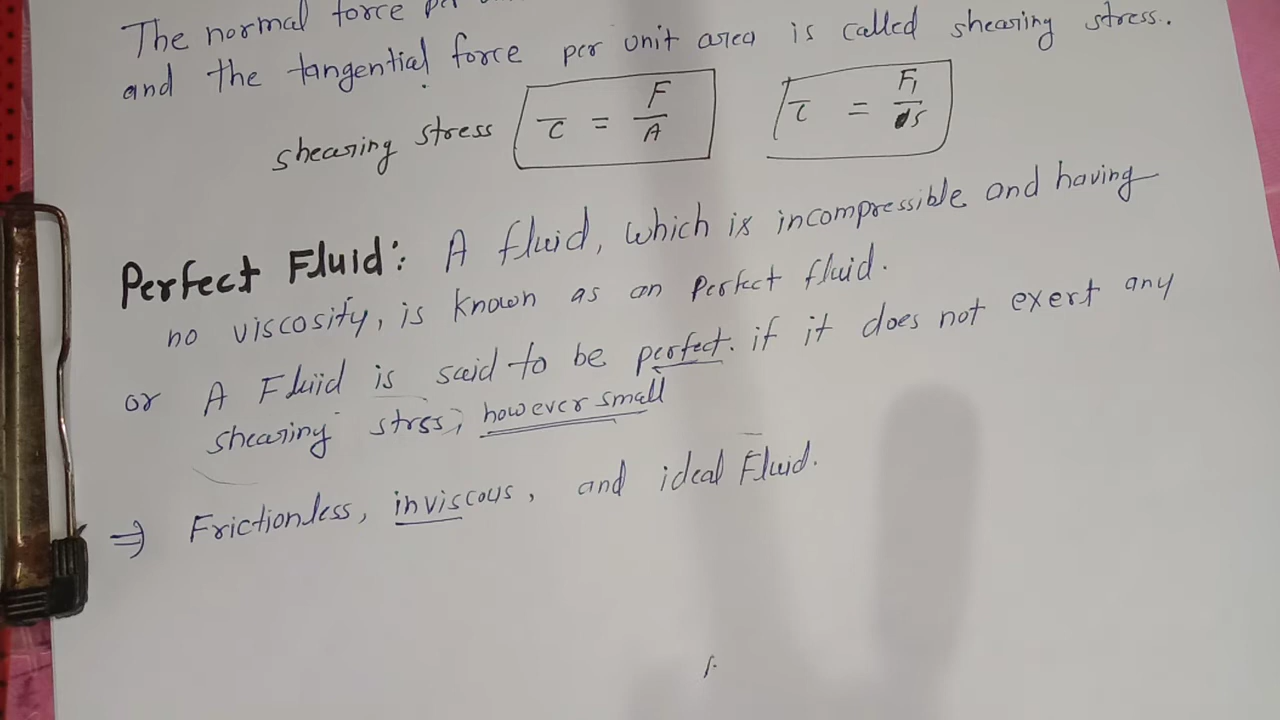 The normal force per
and the tangential force per unit area is called shearing stress.
shearing stress τ = F/A τ = F₁/ds
Perfect Fluid: A fluid, which is incompressible and having
no viscosity, is known as an Perfect fluid.
or A Fluid is said to be perfect. if it does not exert any
shearing strss, however small
⇒ Frictionless, inviscous, and ideal Fluid.